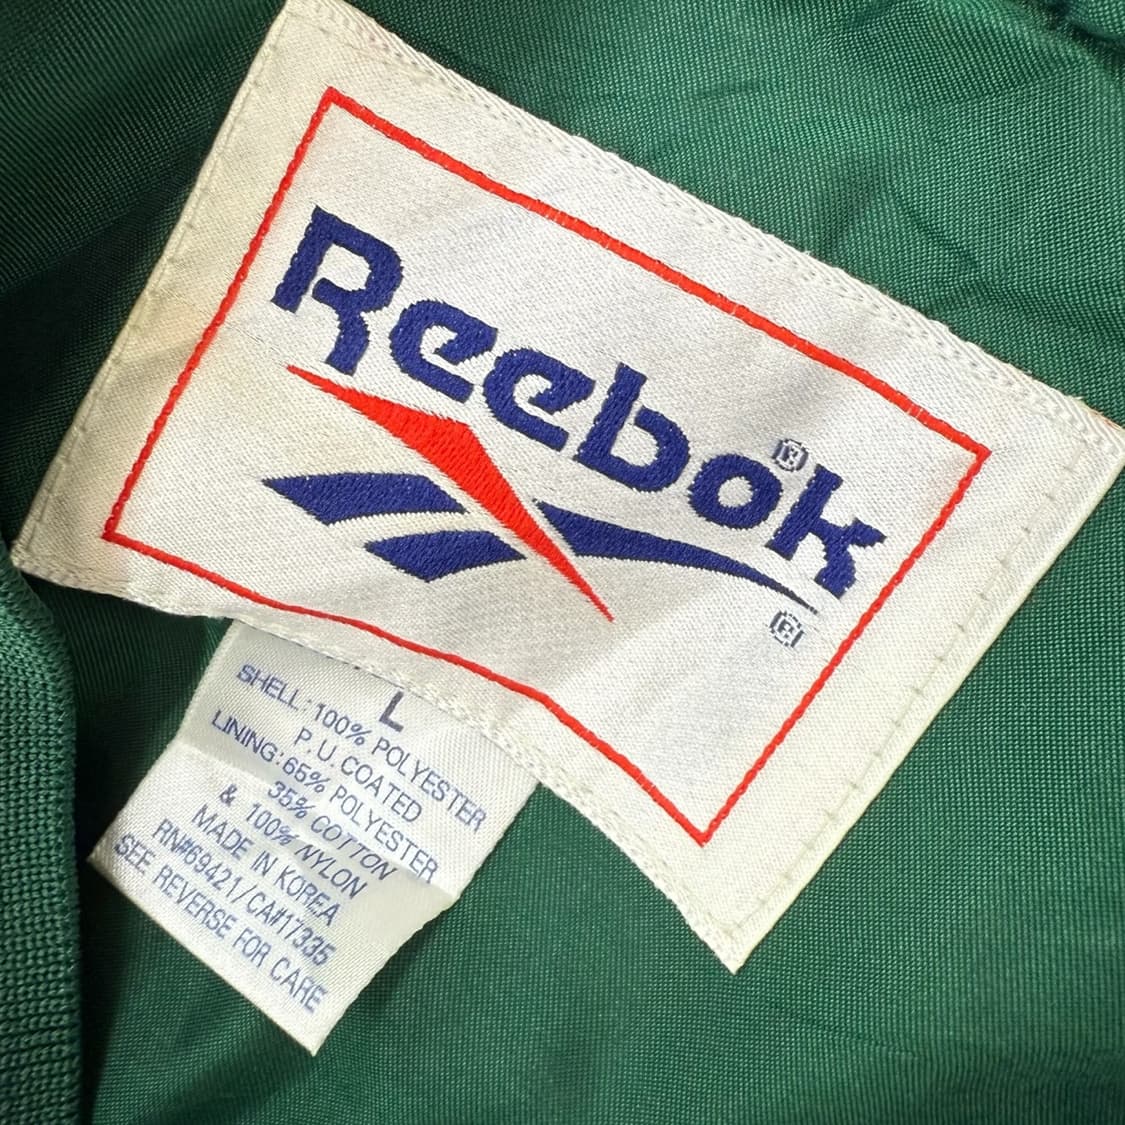 Reebok®
®
L
SHELL: 100% POLYESTER
P.U. COATED
LINING: 65% POLYESTER
35% COTTON
& 100% NYLON
MADE IN KOREA
RN#69421/CA#17335
SEE REVERSE FOR CARE